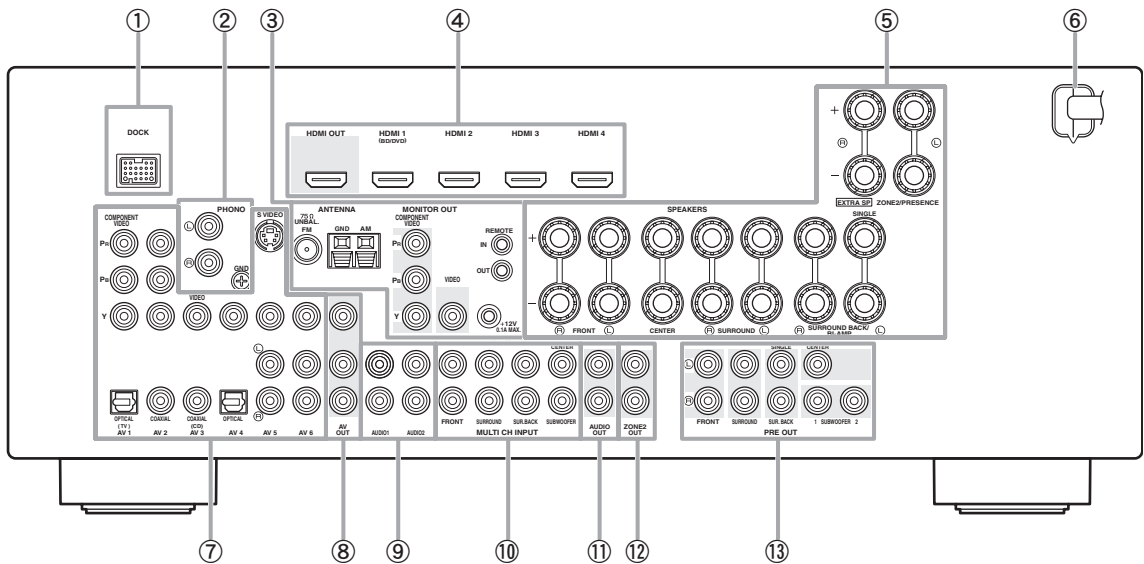 ① ② ③ ④ ⑤ ⑥
DOCK
HDMI OUT HDMI 1 HDMI 2 HDMI 3 HDMI 4
(BD/DVD)
+
Ⓡ Ⓛ
–
EXTRA SP ZONE2/PRESENCE
COMPONENT VIDEO
PHONO
S VIDEO
Ⓛ
Ⓡ
GND
PR
PB
Y
VIDEO
ANTENNA
75 Ω UNBAL. FM
GND AM
MONITOR OUT
COMPONENT VIDEO
PR
PB
Y
VIDEO
REMOTE
IN
OUT
+12V
0.1A MAX.
SPEAKERS
SINGLE
+
–
Ⓡ FRONT Ⓛ CENTER Ⓡ SURROUND Ⓛ Ⓡ SURROUND BACK/ BI-AMP Ⓛ
Ⓛ
Ⓡ
OPTICAL COAXIAL COAXIAL OPTICAL
(TV) (CD)
AV 1 AV 2 AV 3 AV 4 AV 5 AV 6
AV OUT
AUDIO1 AUDIO2
CENTER
FRONT SURROUND SUR.BACK SUBWOOFER
MULTI CH INPUT
AUDIO OUT
ZONE2 OUT
SINGLE CENTER
Ⓛ
Ⓡ
FRONT SURROUND SUR.BACK 1 SUBWOOFER 2
PRE OUT
⑦ ⑧ ⑨ ⑩ ⑪ ⑫ ⑬